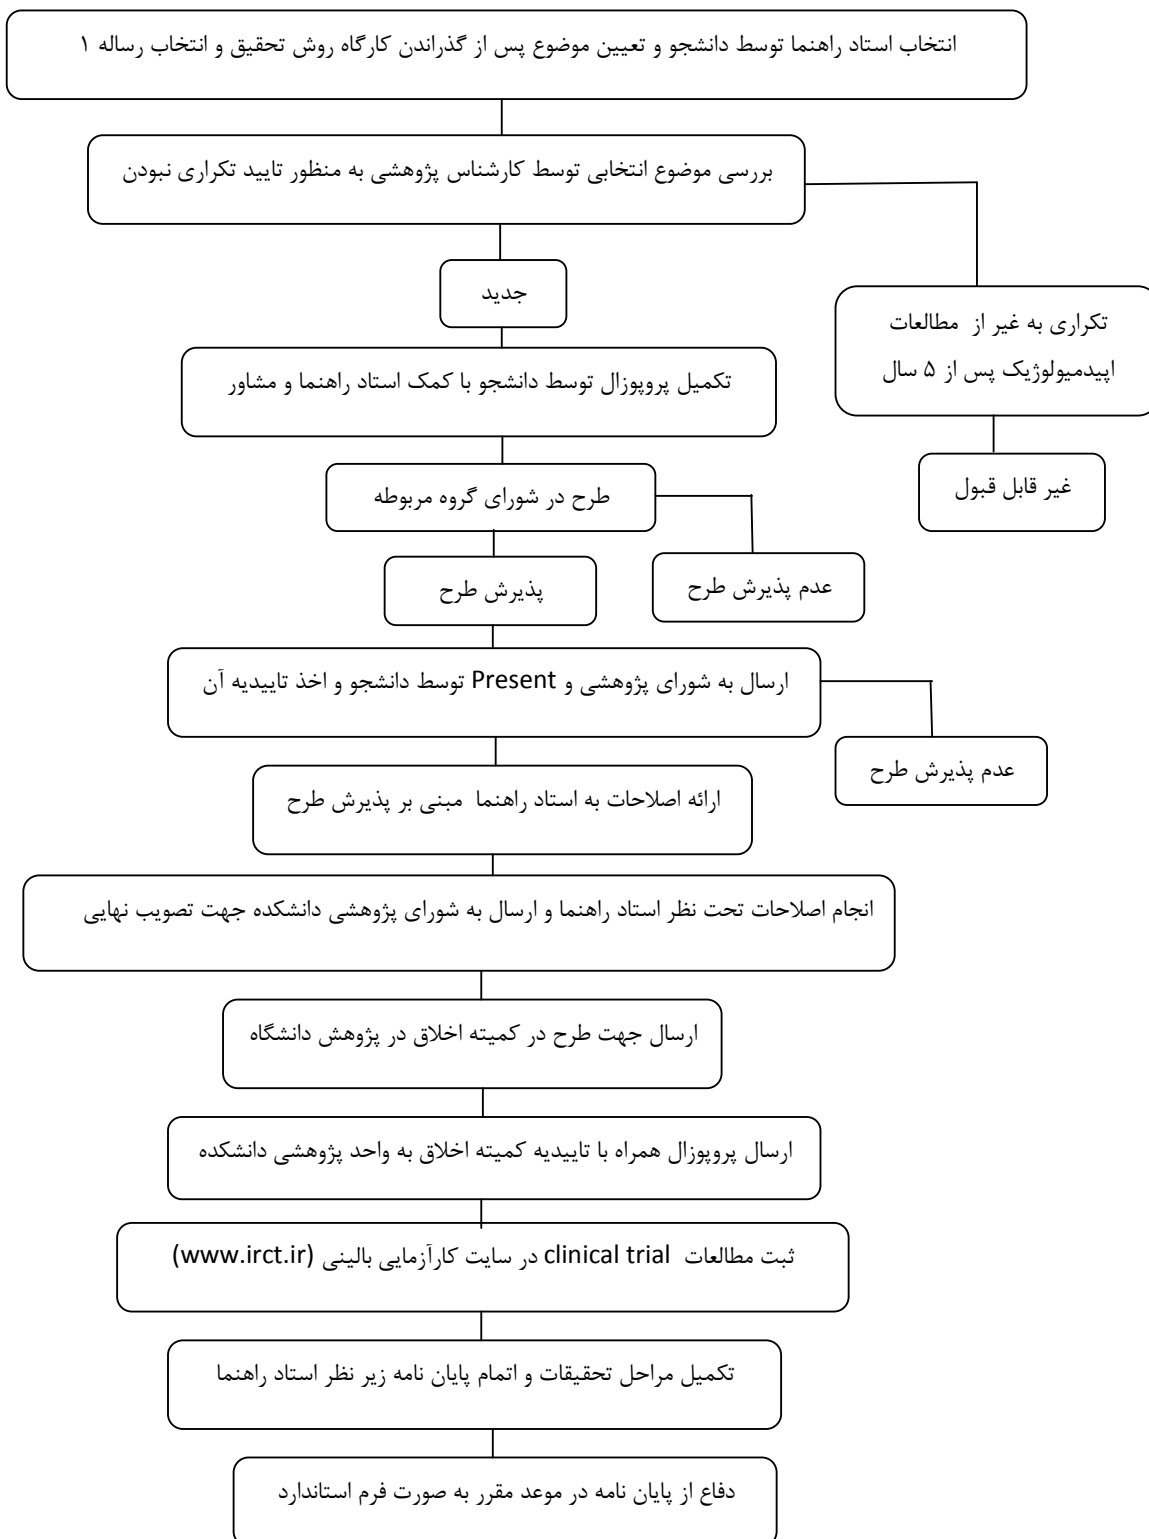 انتخاب استاد راهنما توسط دانشجو و تعیین موضوع پس از گذراندن کارگاه روش تحقیق و انتخاب رساله ۱
بررسی موضوع انتخابی توسط کارشناس پژوهشی به منظور تایید تکراری نبودن
جدید
تکراری به غیر از مطالعات
اپیدمیولوژیک پس از ۵ سال
تکمیل پروپوزال توسط دانشجو با کمک استاد راهنما و مشاور
غیر قابل قبول
طرح در شورای گروه مربوطه
عدم پذیرش طرح
پذیرش طرح
ارسال به شورای پژوهشی و Present توسط دانشجو و اخذ تاییدیه آن
عدم پذیرش طرح
ارائه اصلاحات به استاد راهنما مبنی بر پذیرش طرح
انجام اصلاحات تحت نظر استاد راهنما و ارسال به شورای پژوهشی دانشکده جهت تصویب نهایی
ارسال جهت طرح در کمیته اخلاق در پژوهش دانشگاه
ارسال پروپوزال همراه با تاییدیه کمیته اخلاق به واحد پژوهشی دانشکده
ثبت مطالعات clinical trial در سایت کارآزمایی بالینی (www.irct.ir)
تکمیل مراحل تحقیقات و اتمام پایان نامه زیر نظر استاد راهنما
دفاع از پایان نامه در موعد مقرر به صورت فرم استاندارد